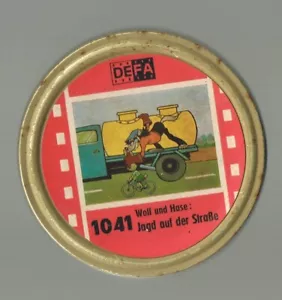 DEFA
1041 Wolf und Hase:
Jagd auf der Straße